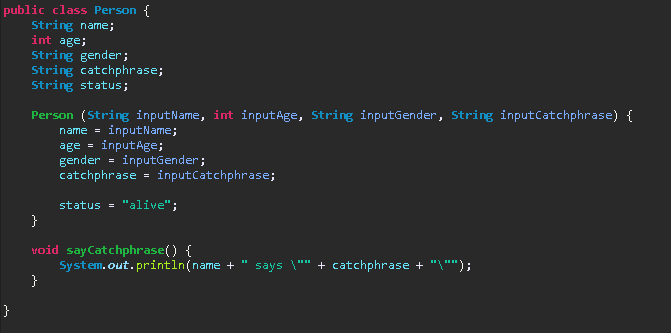 public class Person {
    String name;
    int age;
    String gender;
    String catchphrase;
    String status;

    Person (String inputName, int inputAge, String inputGender, String inputCatchphrase) {
        name = inputName;
        age = inputAge;
        gender = inputGender;
        catchphrase = inputCatchphrase;

        status = "alive";
    }

    void sayCatchphrase() {
        System.out.println(name + " says \"" + catchphrase + "\"");
    }

}